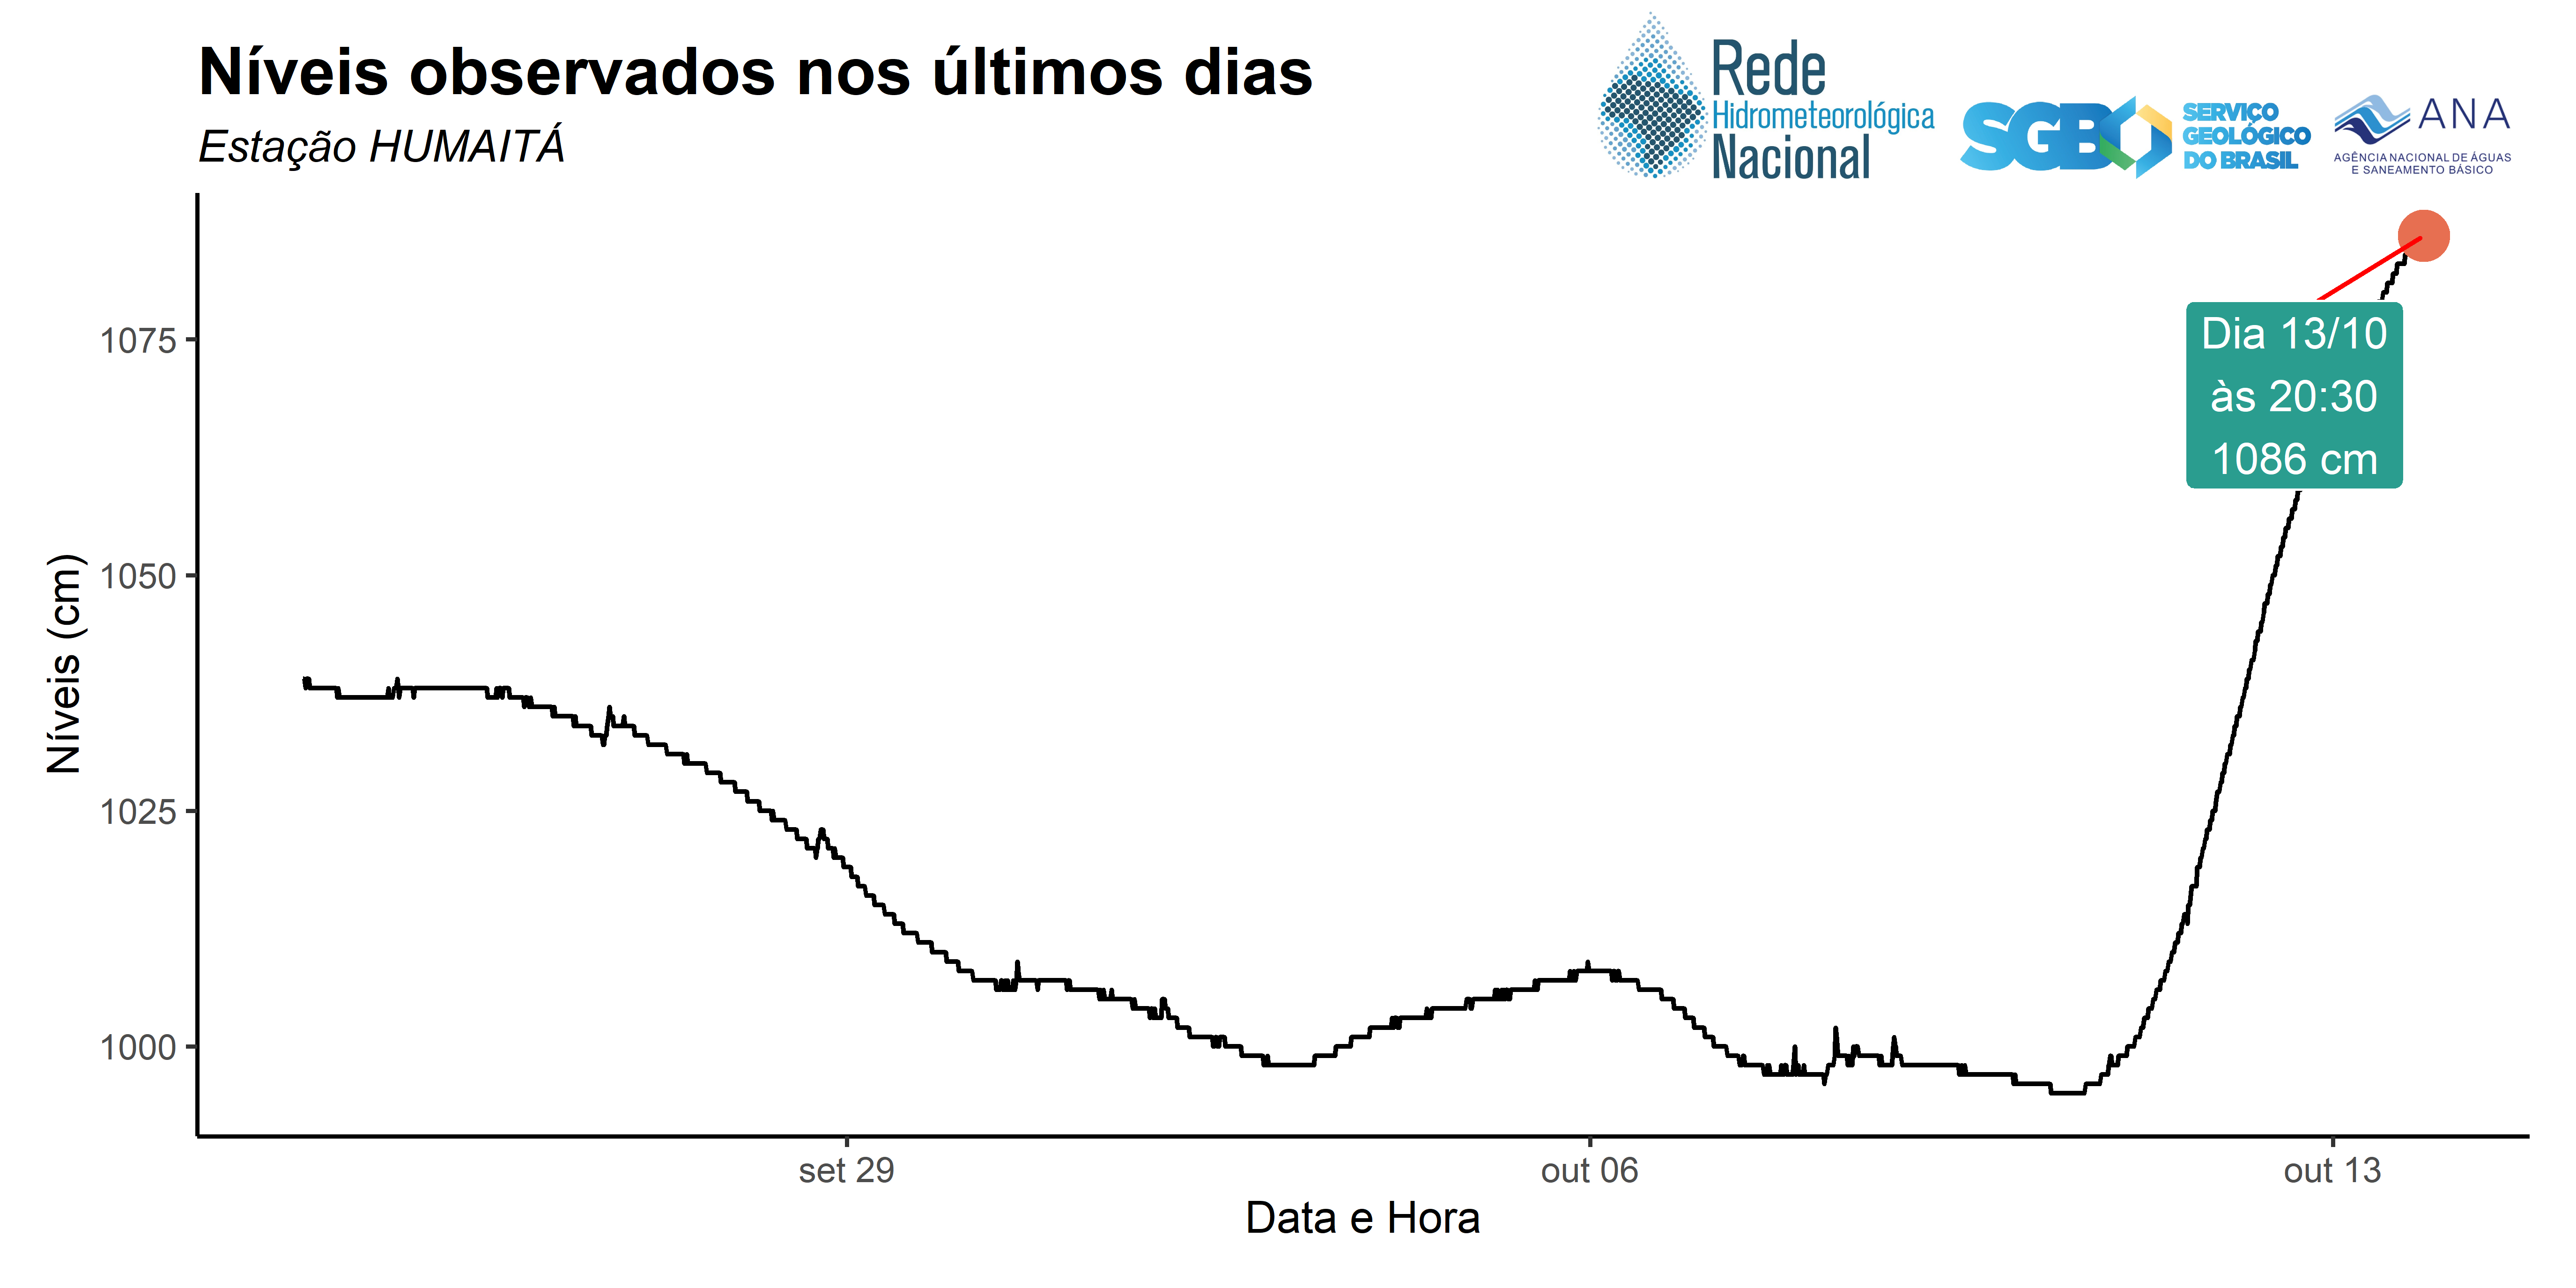 Níveis observados nos últimos dias
Estação HUMAITÁ
Rede
Hidrometeorológica
Nacional
SGB
SERVIÇO
GEOLÓGICO
DO BRASIL
ANA
AGÊNCIA NACIONAL DE ÁGUAS
E SANEAMENTO BÁSICO
Níveis (cm)
1075
1050
1025
1000
Dia 13/10
às 20:30
1086 cm
set 29
out 06
out 13
Data e Hora